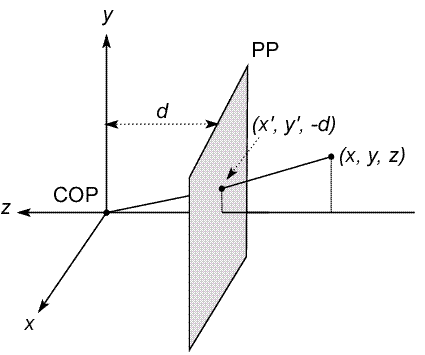 y
PP
d
(x′, y′, -d)
(x, y, z)
COP
z
x